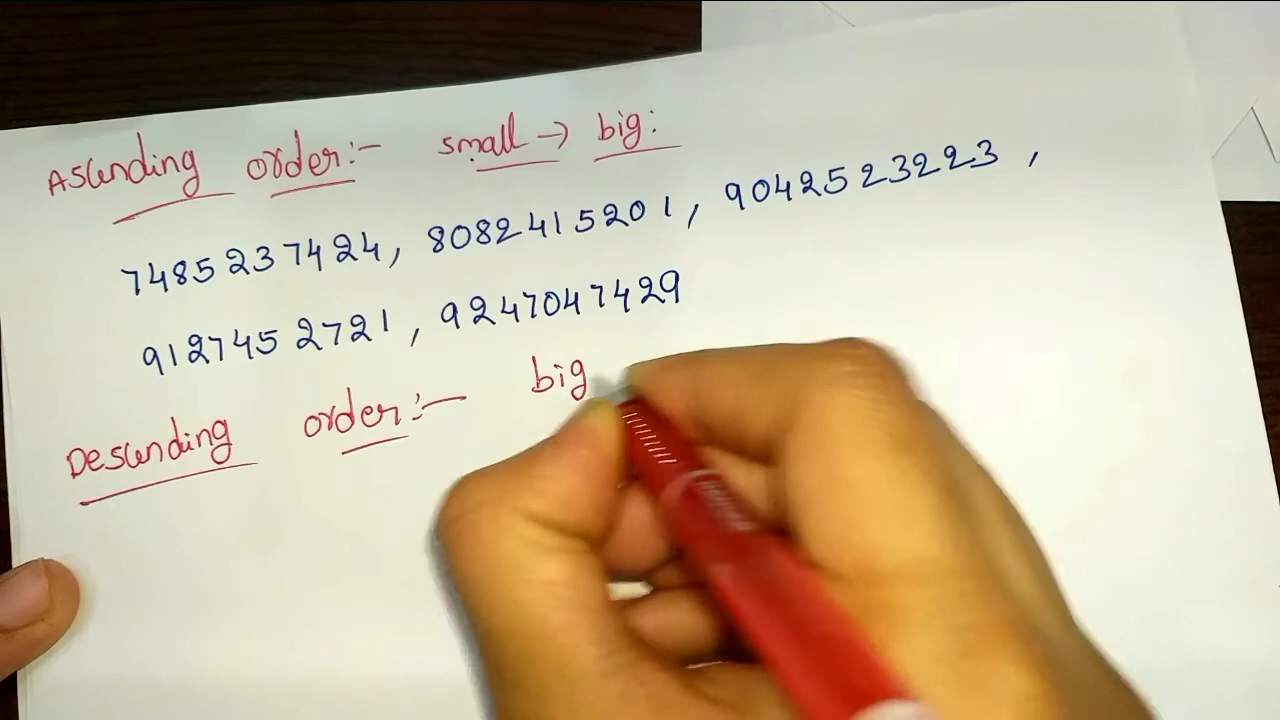 Ascending order:- small → big:
7485237424, 8082415201, 9042523223,
9127452721, 9247047429
Descending order:- big